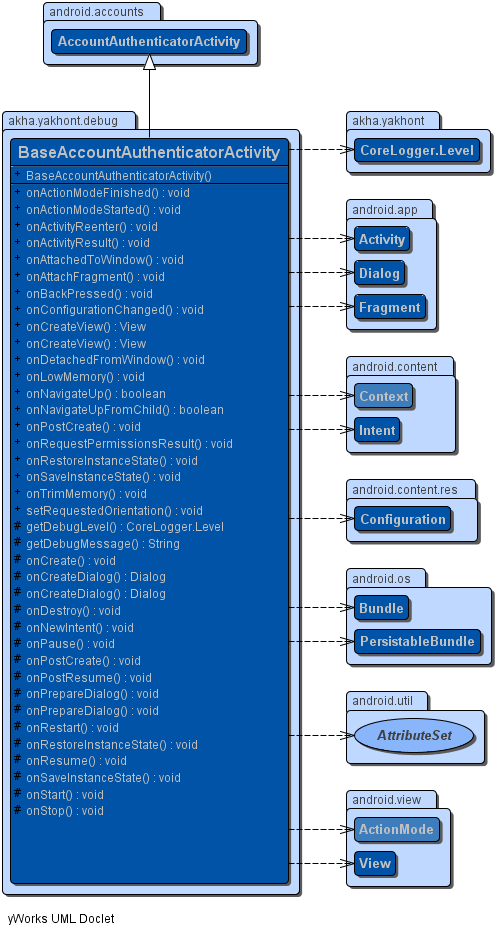 android.accounts
AccountAuthenticatorActivity
akha.yakhont.debug
BaseAccountAuthenticatorActivity
+ BaseAccountAuthenticatorActivity()
+ onActionModeFinished() : void
+ onActionModeStarted() : void
+ onActivityReenter() : void
+ onActivityResult() : void
+ onAttachedToWindow() : void
+ onAttachFragment() : void
+ onBackPressed() : void
+ onConfigurationChanged() : void
+ onCreateView() : View
+ onCreateView() : View
+ onDetachedFromWindow() : void
+ onLowMemory() : void
+ onNavigateUp() : boolean
+ onNavigateUpFromChild() : boolean
+ onPostCreate() : void
+ onRequestPermissionsResult() : void
+ onRestoreInstanceState() : void
+ onSaveInstanceState() : void
+ onTrimMemory() : void
+ setRequestedOrientation() : void
# getDebugLevel() : CoreLogger.Level
# getDebugMessage() : String
# onCreate() : void
# onCreateDialog() : Dialog
# onCreateDialog() : Dialog
# onDestroy() : void
# onNewIntent() : void
# onPause() : void
# onPostCreate() : void
# onPostResume() : void
# onPrepareDialog() : void
# onPrepareDialog() : void
# onRestart() : void
# onRestoreInstanceState() : void
# onResume() : void
# onSaveInstanceState() : void
# onStart() : void
# onStop() : void
akha.yakhont
CoreLogger.Level
android.app
Activity
Dialog
Fragment
android.content
Context
Intent
android.content.res
Configuration
android.os
Bundle
PersistableBundle
android.util
AttributeSet
android.view
ActionMode
View
yWorks UML Doclet